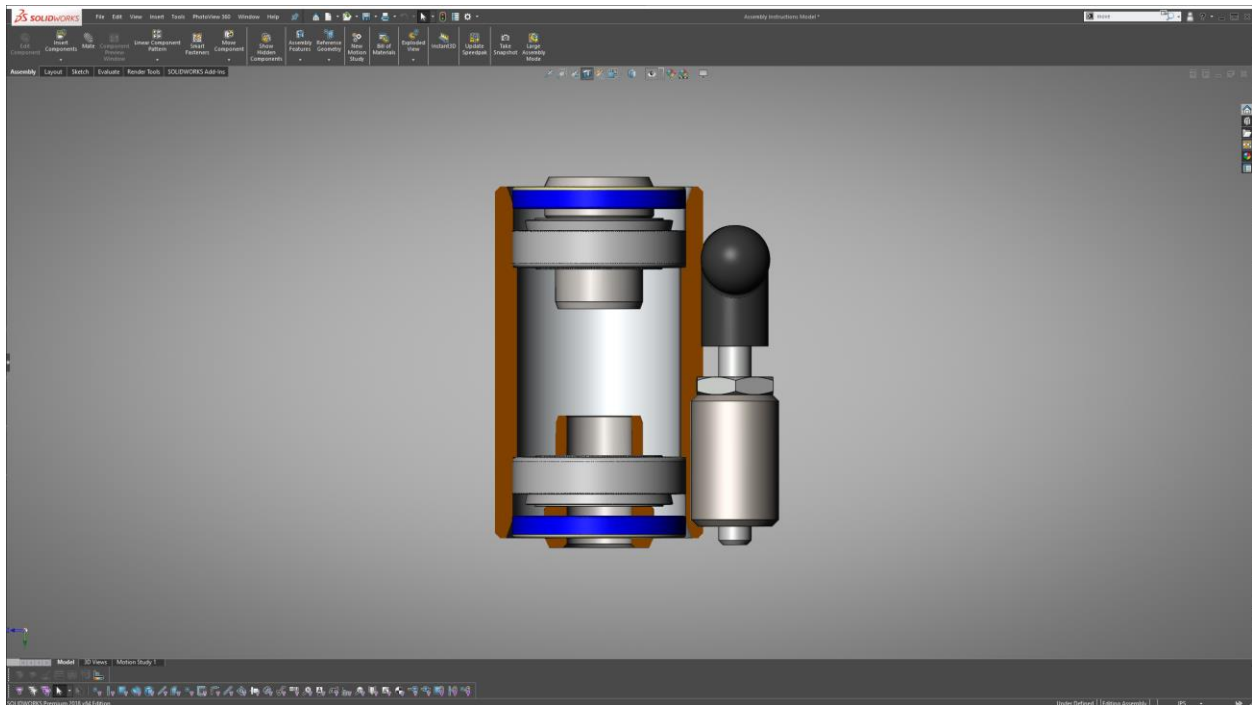 SOLIDWORKS File Edit View Insert Tools PhotoView 360 Window Help Assembly Instructions Model * move
Edit Component
Insert Components
Mate
Component Preview Window
Linear Component Pattern
Smart Fasteners
Move Component
Show Hidden Components
Assembly Features
Reference Geometry
New Motion Study
Bill of Materials
Exploded View
Instant3D
Update Speedpak
Take Snapshot
Large Assembly Mode
Assembly Layout Sketch Evaluate Render Tools SOLIDWORKS Add-Ins
Model 3D Views Motion Study 1
SOLIDWORKS Premium 2018 x64 Edition Under Defined Editing Assembly IPS